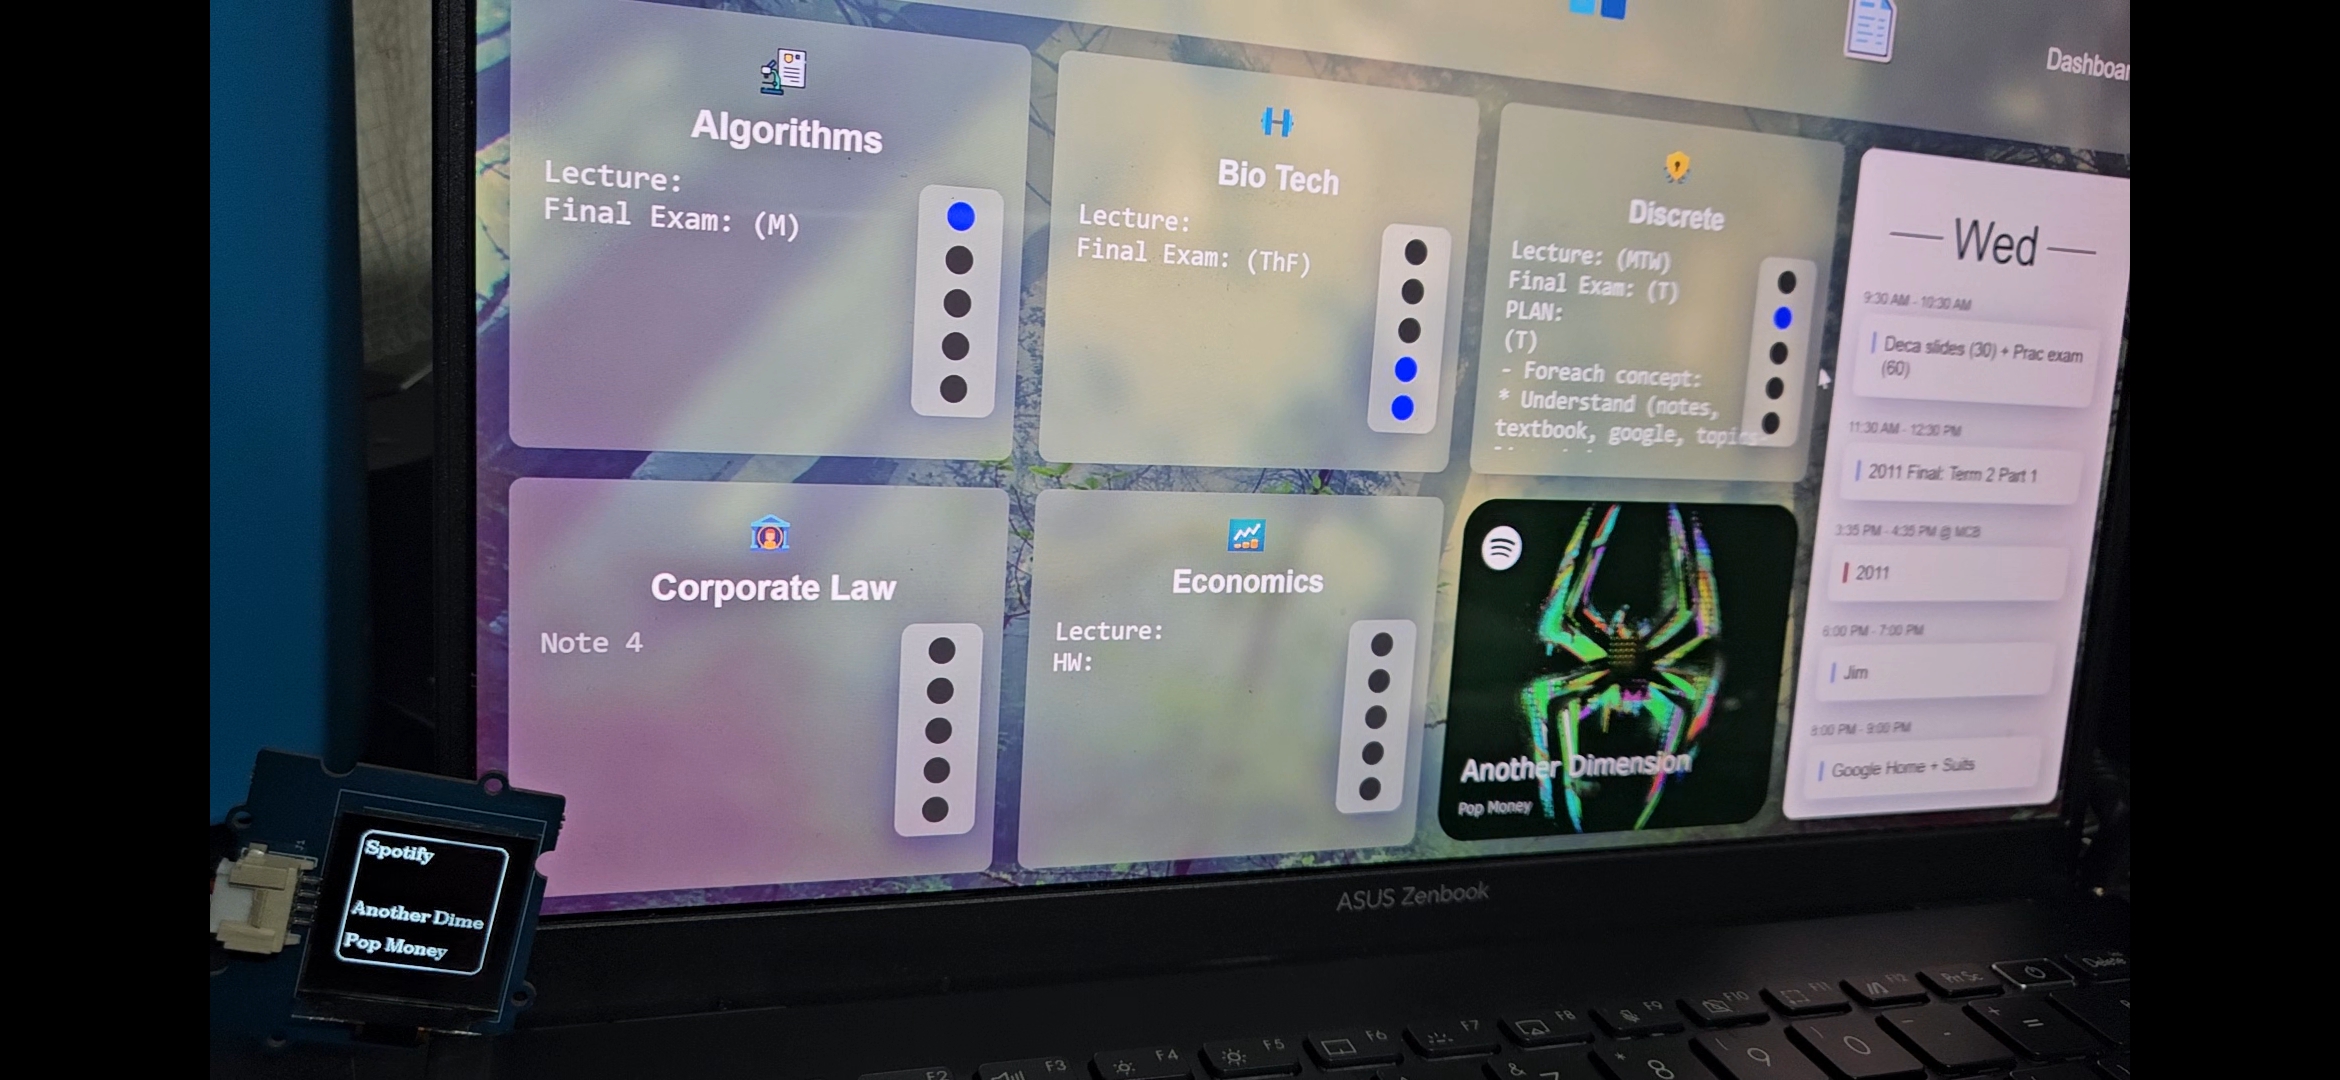 Dashboar
Algorithms
Lecture:
Final Exam: (M)
Bio Tech
Lecture:
Final Exam: (ThF)
Discrete
Lecture: (MTW)
Final Exam: (T)
PLAN:
(T)
- Foreach concept:
* Understand (notes,
textbook, google, topics
Wed
9:30 AM - 10:30 AM
Deca slides (30) + Prac exam
(60)
11:30 AM - 12:30 PM
2011 Final: Term 2 Part 1
3:35 PM - 4:35 PM @ MCB
2011
6:00 PM - 7:00 PM
Jim
8:00 PM - 9:00 PM
Google Home + Suits
Corporate Law
Note 4
Economics
Lecture:
HW:
Another Dimension
Pop Money
Spotify
Another Dime
Pop Money
J1
ASUS Zenbook
F2 F3 F4 F5 F6 F7 F8 F9 F10 F11 F12 Prt Sc Delete
& 7 * 8 ( 9 ) 0 _ - + =